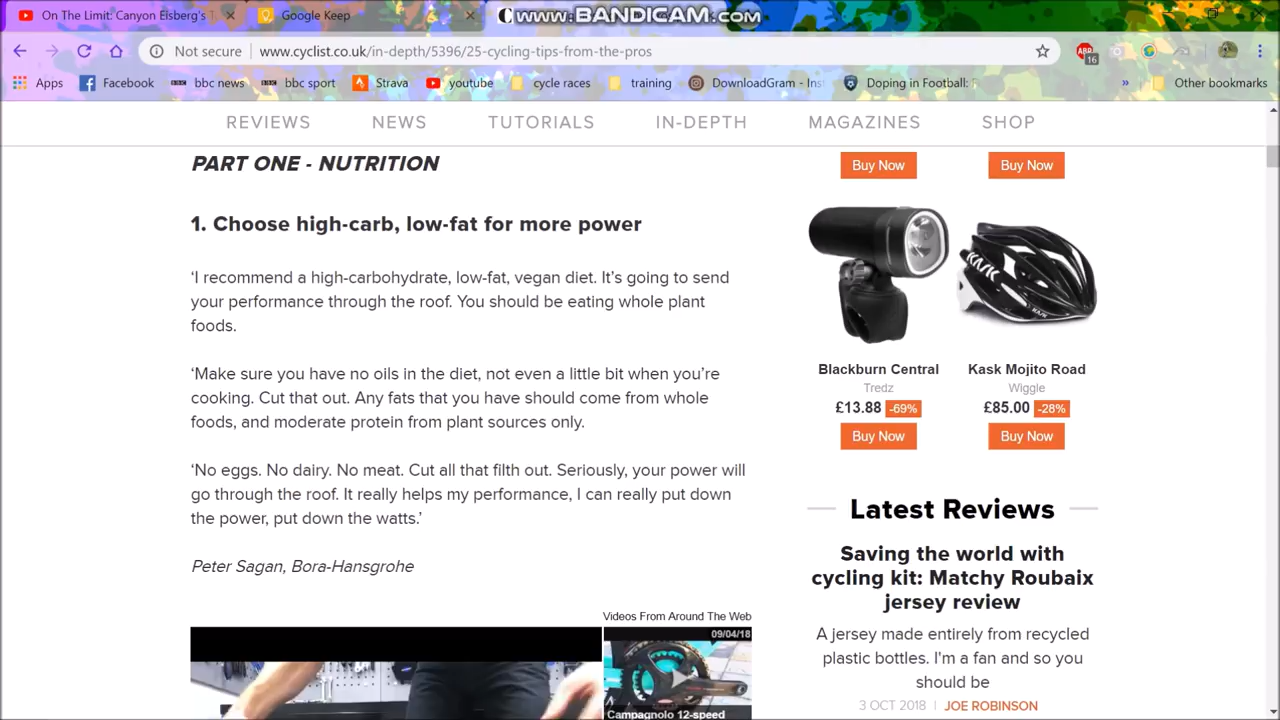 On The Limit: Canyon Eisberg's T
Google Keep
www.BANDICAM.com
Not secure
www.cyclist.co.uk/in-depth/5396/25-cycling-tips-from-the-pros
ABP
16
Apps
Facebook
BBC
bbc news
BBC
bbc sport
Strava
youtube
cycle races
training
DownloadGram - Inst
Doping in Football:
»
Other bookmarks
REVIEWS
NEWS
TUTORIALS
IN-DEPTH
MAGAZINES
SHOP
PART ONE - NUTRITION
1. Choose high-carb, low-fat for more power
‘I recommend a high-carbohydrate, low-fat, vegan diet. It’s going to send
your performance through the roof. You should be eating whole plant
foods.
‘Make sure you have no oils in the diet, not even a little bit when you’re
cooking. Cut that out. Any fats that you have should come from whole
foods, and moderate protein from plant sources only.
‘No eggs. No dairy. No meat. Cut all that filth out. Seriously, your power will
go through the roof. It really helps my performance, I can really put down
the power, put down the watts.’
Peter Sagan, Bora-Hansgrohe
Videos From Around The Web
09/04/18
Campagnolo 12-speed
Buy Now
Buy Now
KASK
KASK
Blackburn Central
Kask Mojito Road
Tredz
Wiggle
£13.88 -69%
£85.00 -28%
Buy Now
Buy Now
Latest Reviews
Saving the world with
cycling kit: Matchy Roubaix
jersey review
A jersey made entirely from recycled
plastic bottles. I'm a fan and so you
should be
3 OCT 2018 | JOE ROBINSON